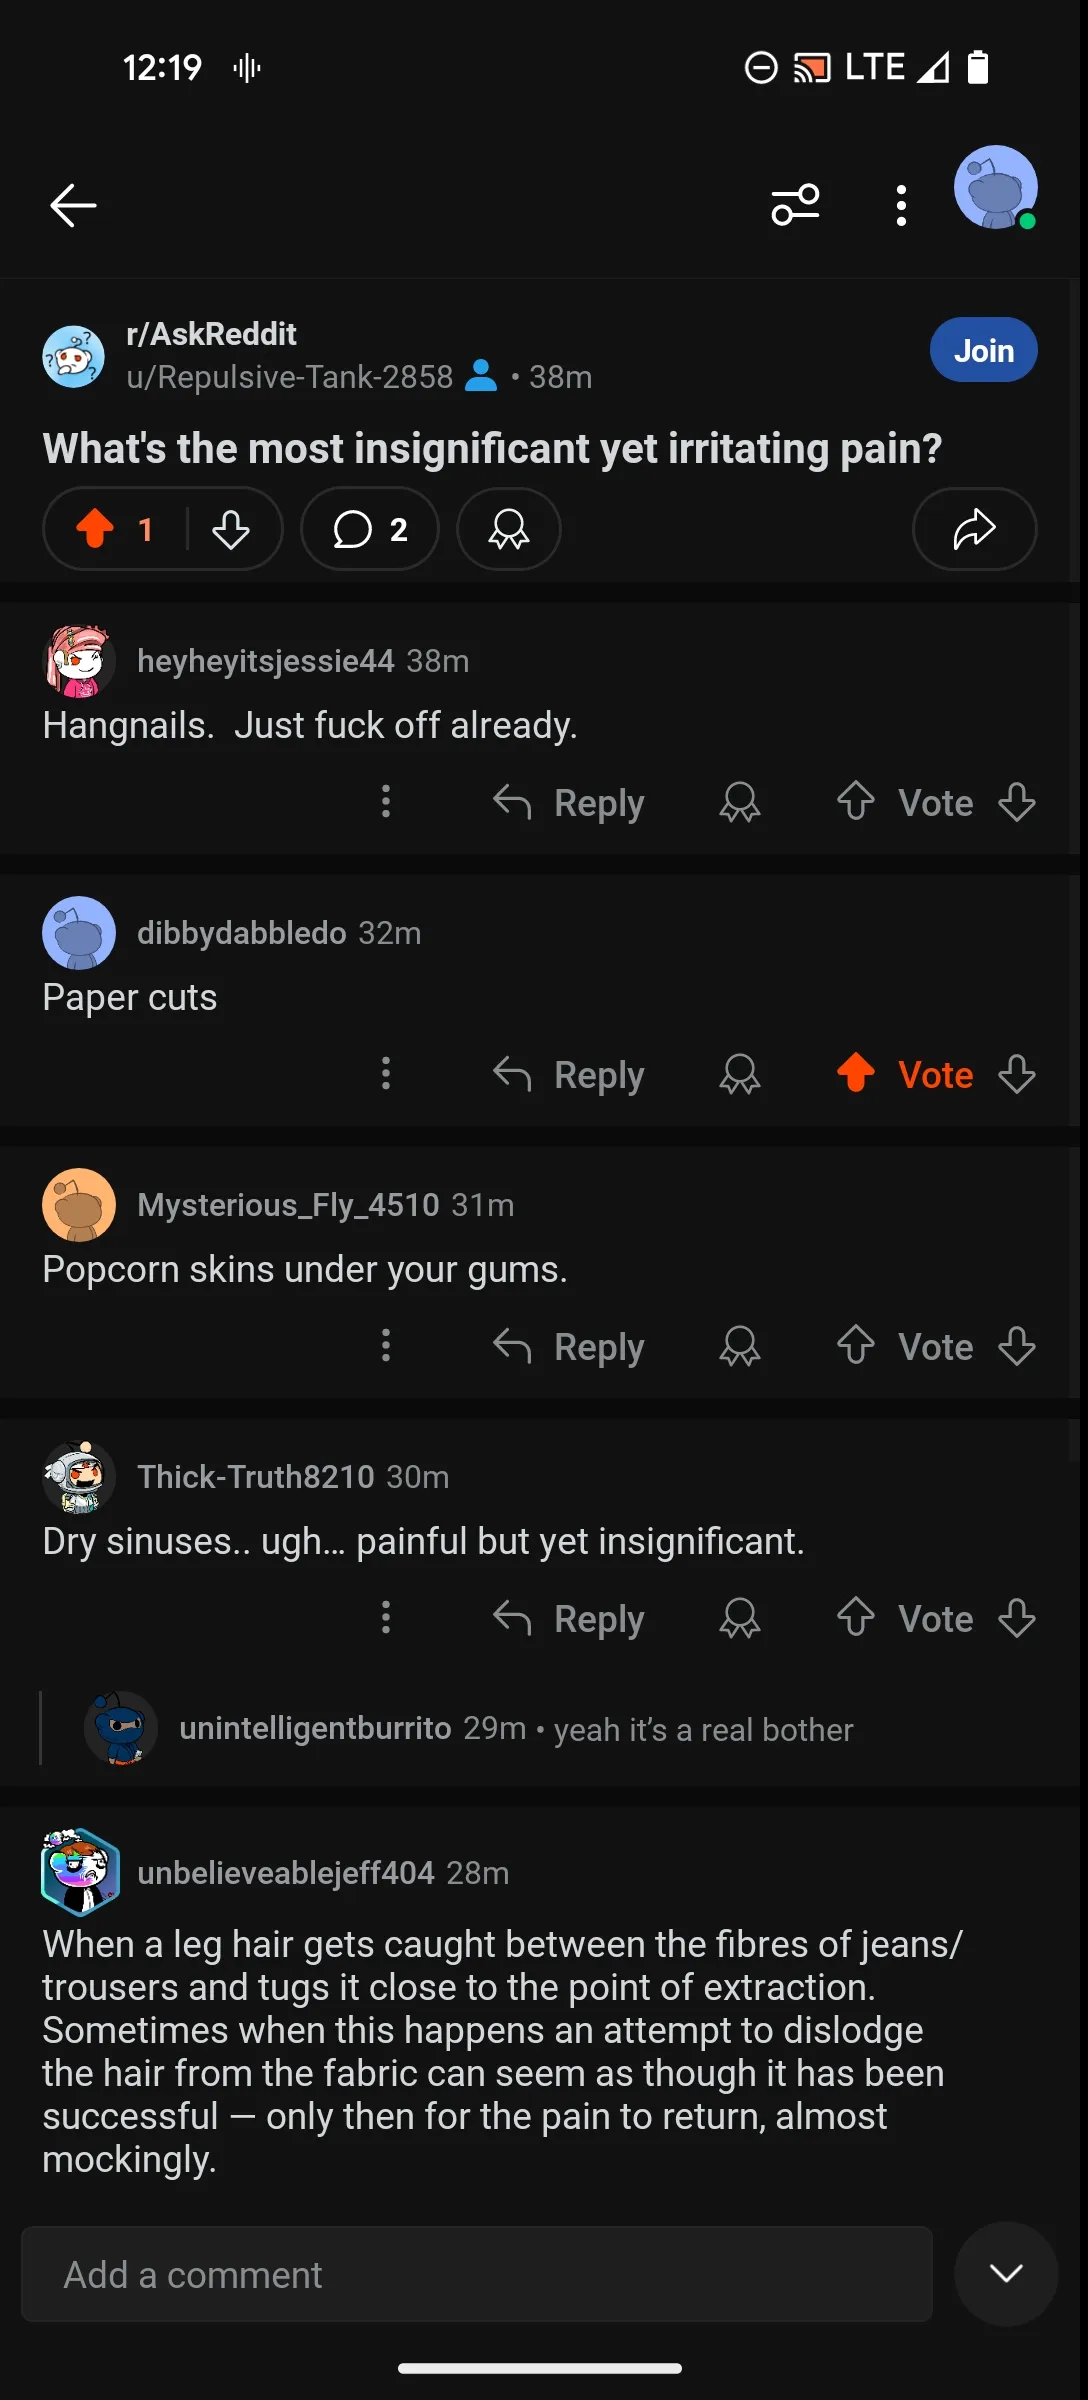 12:19
LTE
r/AskReddit
u/Repulsive-Tank-2858 • 38m
Join
What's the most insignificant yet irritating pain?
1
2
heyheyitsjessie44 38m
Hangnails.  Just fuck off already.
Reply
Vote
dibbydabbledo 32m
Paper cuts
Reply
Vote
Mysterious_Fly_4510 31m
Popcorn skins under your gums.
Reply
Vote
Thick-Truth8210 30m
Dry sinuses.. ugh... painful but yet insignificant.
Reply
Vote
unintelligentburrito 29m • yeah it’s a real bother
unbelieveablejeff404 28m
When a leg hair gets caught between the fibres of jeans/
trousers and tugs it close to the point of extraction.
Sometimes when this happens an attempt to dislodge
the hair from the fabric can seem as though it has been
successful — only then for the pain to return, almost
mockingly.
Add a comment